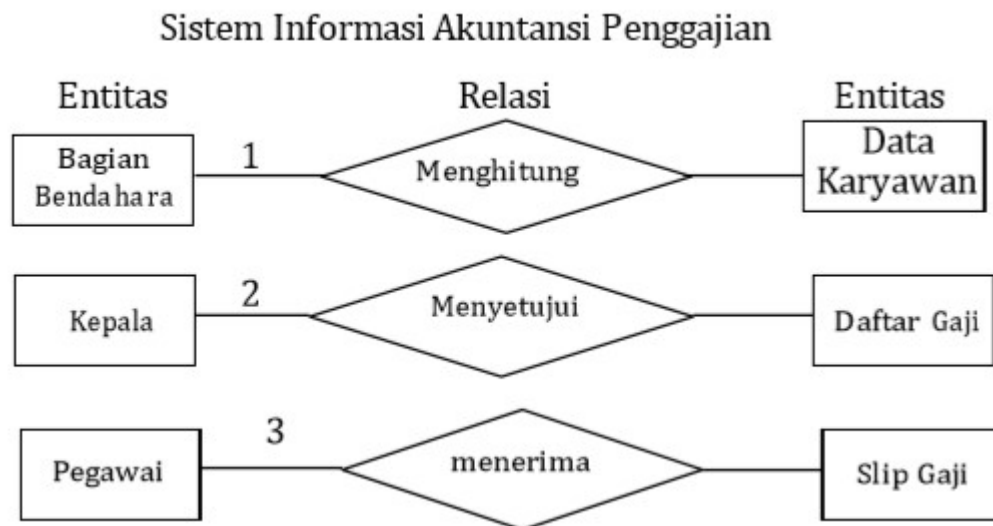 Sistem Informasi Akuntansi Penggajian
Entitas
Relasi
Entitas
Bagian
Bendahara
1
Menghitung
Data
Karyawan
Kepala
2
Menyetujui
Daftar Gaji
Pegawai
3
menerima
Slip Gaji